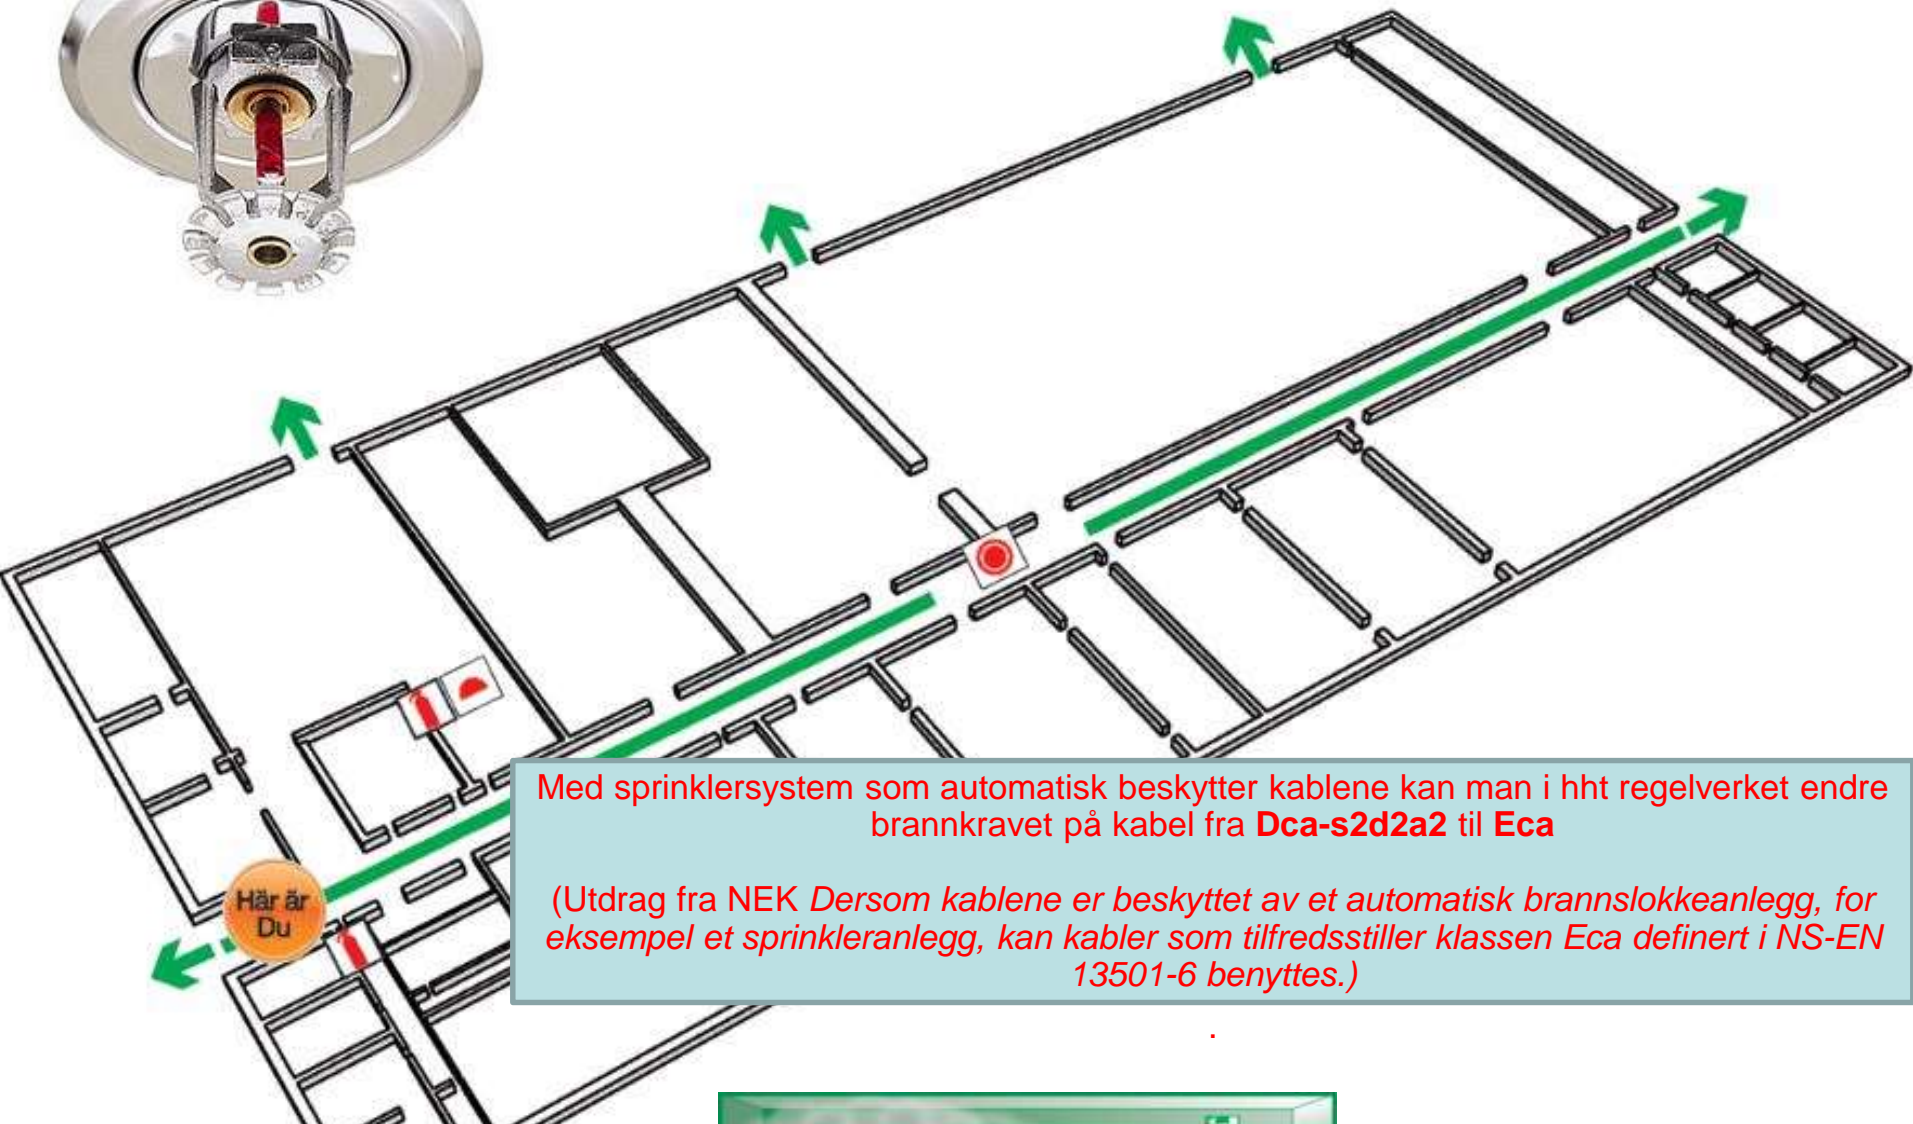 Med sprinklersystem som automatisk beskytter kablene kan man i hht regelverket endre
brannkravet på kabel fra Dca-s2d2a2 til Eca
(Utdrag fra NEK Dersom kablene er beskyttet av et automatisk brannslokkeanlegg, for
eksempel et sprinkleranlegg, kan kabler som tilfredsstiller klassen Eca definert i NS-EN
13501-6 benyttes.)
Här är
Du
.